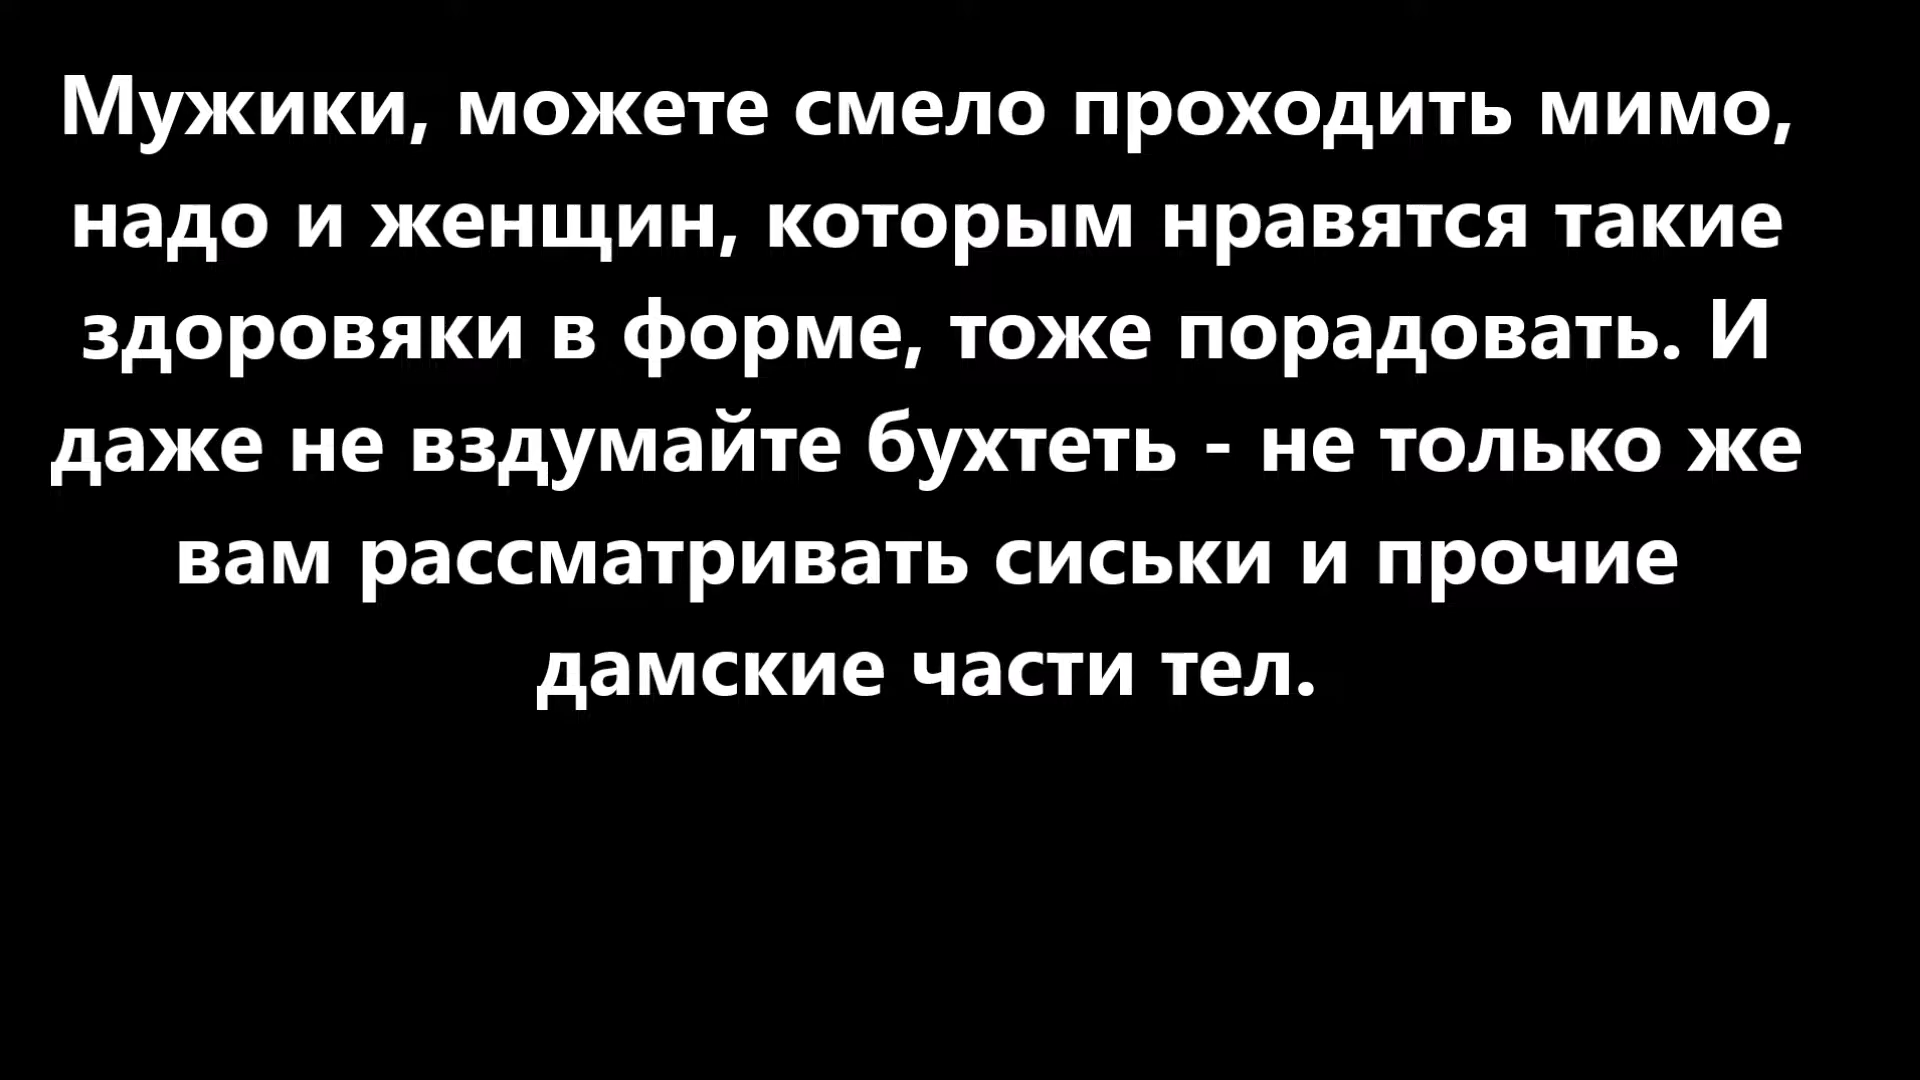 Мужики, можете смело проходить мимо,
надо и женщин, которым нравятся такие
здоровяки в форме, тоже порадовать. И
даже не вздумайте бухтеть - не только же
вам рассматривать сиськи и прочие
дамские части тел.